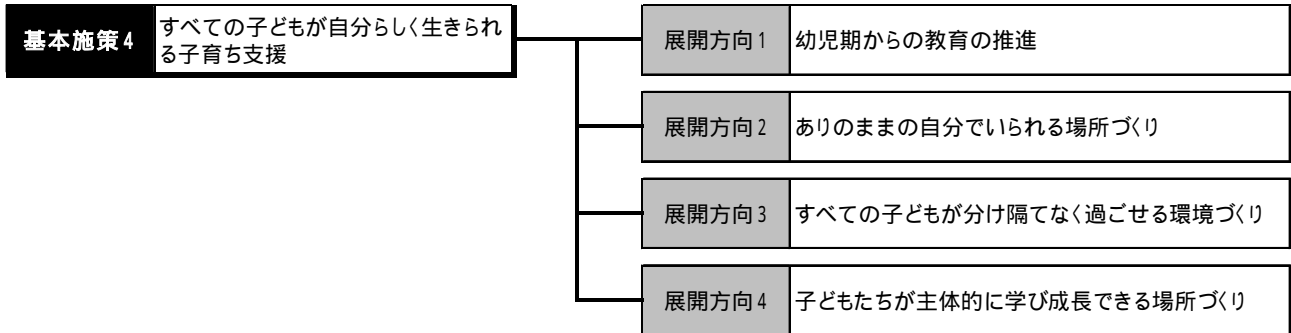 基本施策4
すべての子どもが自分らしく生きられ
る子育ち支援
展開方向1
幼児期からの教育の推進
展開方向2
ありのままの自分でいられる場所づくり
展開方向3
すべての子どもが分け隔てなく過ごせる環境づくり
展開方向4
子どもたちが主体的に学び成長できる場所づくり